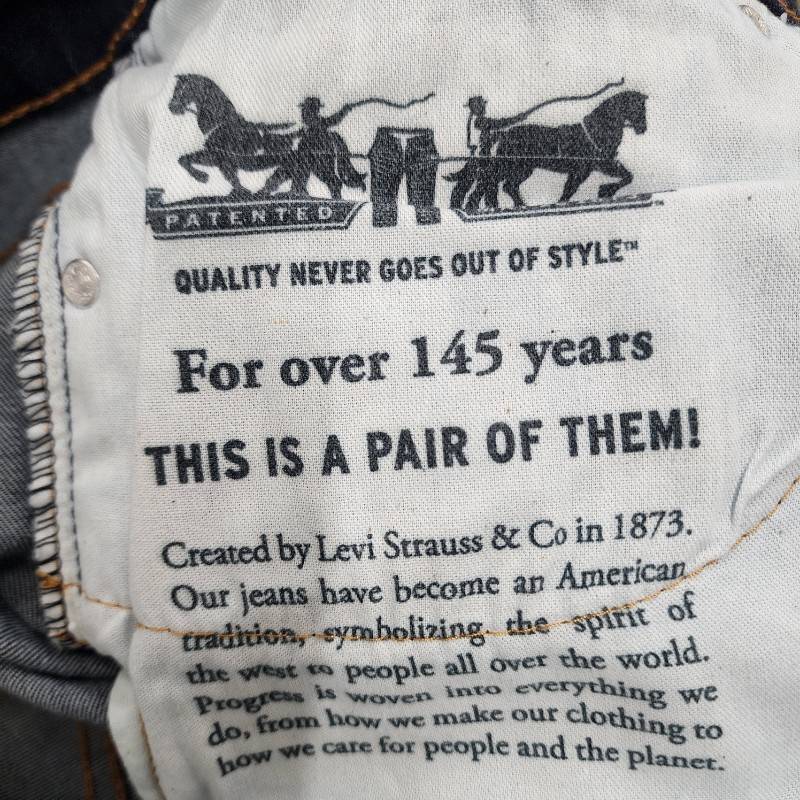 PATENTED
QUALITY NEVER GOES OUT OF STYLE™
For over 145 years
THIS IS A PAIR OF THEM!
Created by Levi Strauss & Co in 1873.
Our jeans have become an American
tradition, symbolizing the spirit of
the west to people all over the world.
Progress is woven into everything we
do, from how we make our clothing to
how we care for people and the planet.